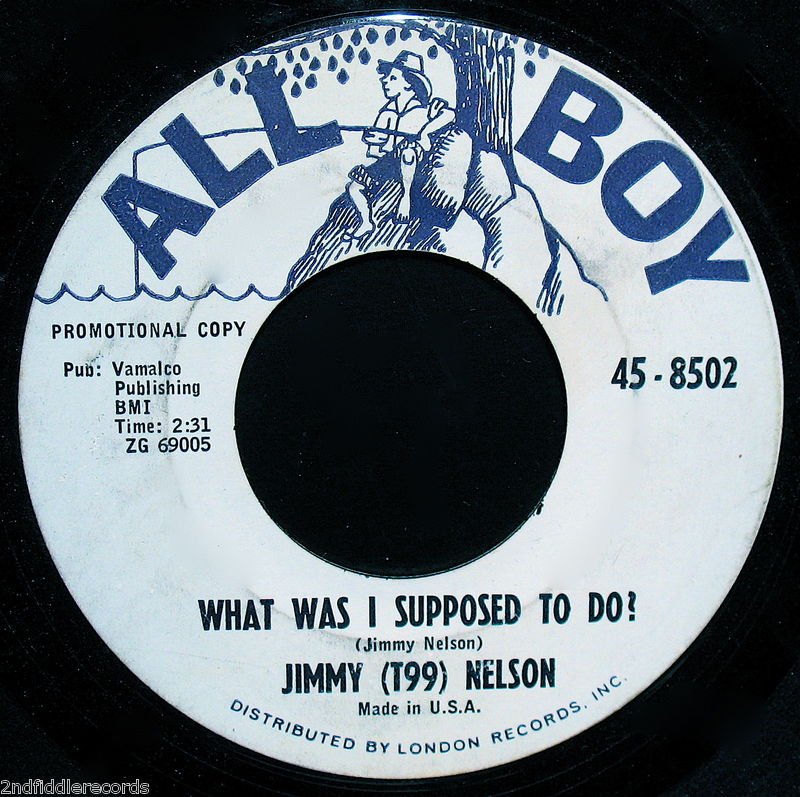 ALL BOY
PROMOTIONAL COPY
Pub: Vamalco
Publishing
BMI
Time: 2:31
ZG 69005
45-8502
WHAT WAS I SUPPOSED TO DO?
(Jimmy Nelson)
JIMMY (T99) NELSON
Made in U.S.A.
DISTRIBUTED BY LONDON RECORDS, INC.
2ndfiddlerecords